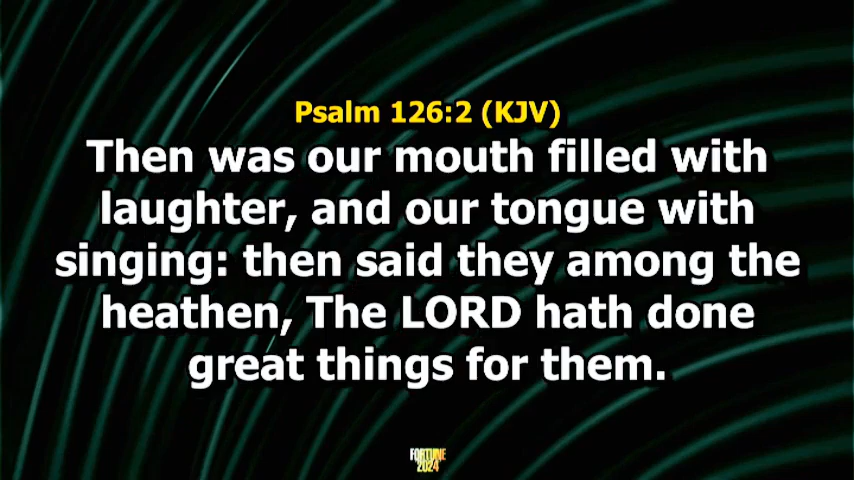 Psalm 126:2 (KJV)
Then was our mouth filled with
laughter, and our tongue with
singing: then said they among the
heathen, The LORD hath done
great things for them.
FORTUNE
2024